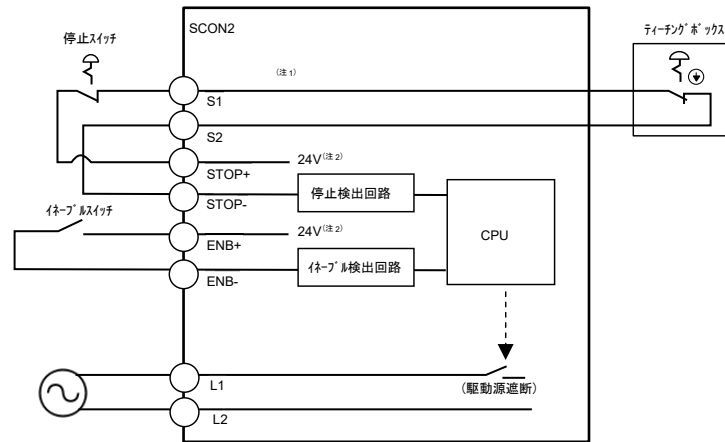 SCON2
停止スイッチ
ティーチングボックス
(注1)
S1
S2
24V(注2)
STOP+
停止検出回路
STOP-
イネーブルスイッチ
24V(注2)
ENB+
CPU
イネーブル検出回路
ENB-
L1
(駆動源遮断)
L2